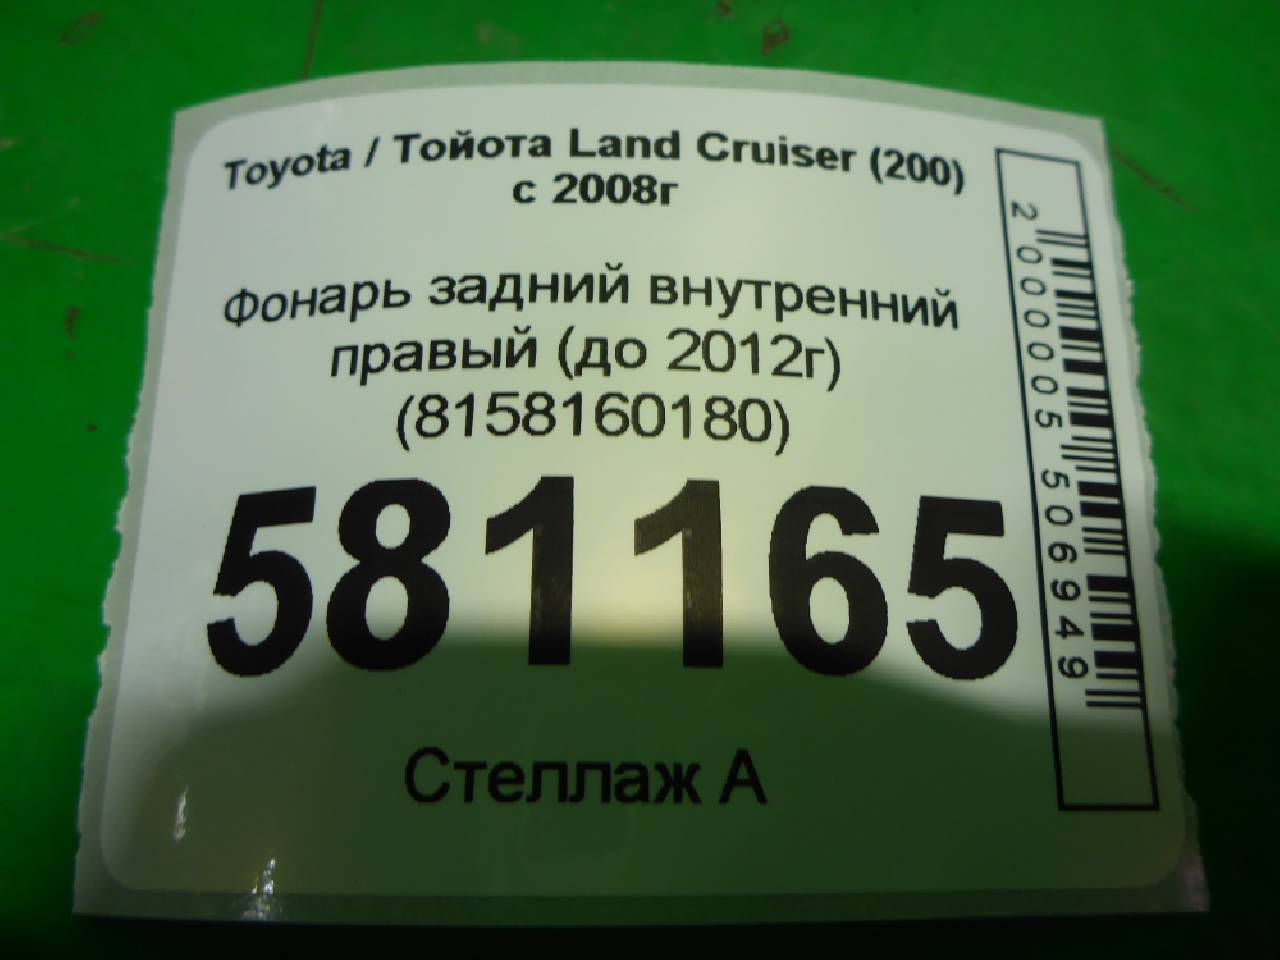 Toyota / Тойота Land Cruiser (200)
с 2008г
Фонарь задний внутренний
правый (до 2012г)
(8158160180)
581165
Стеллаж А
2000005506949